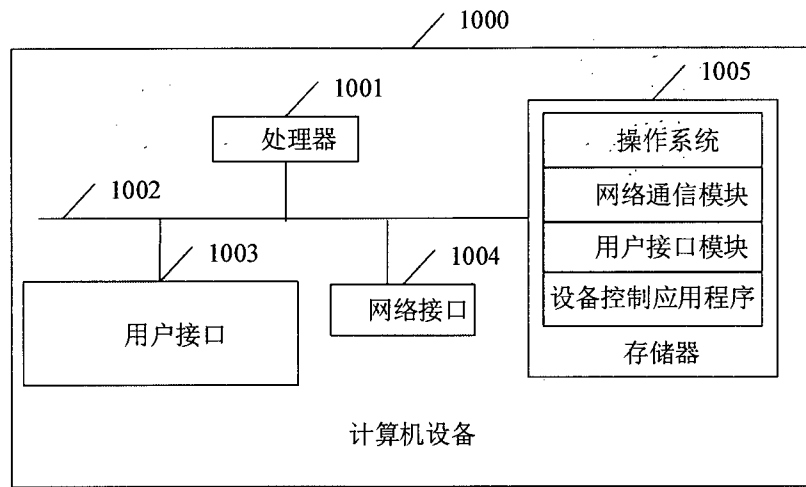 1000
1001
1005
处理器
操作系统
网络通信模块
1002
用户接口模块
1003
1004
设备控制应用程序
用户接口
网络接口
存储器
计算机设备